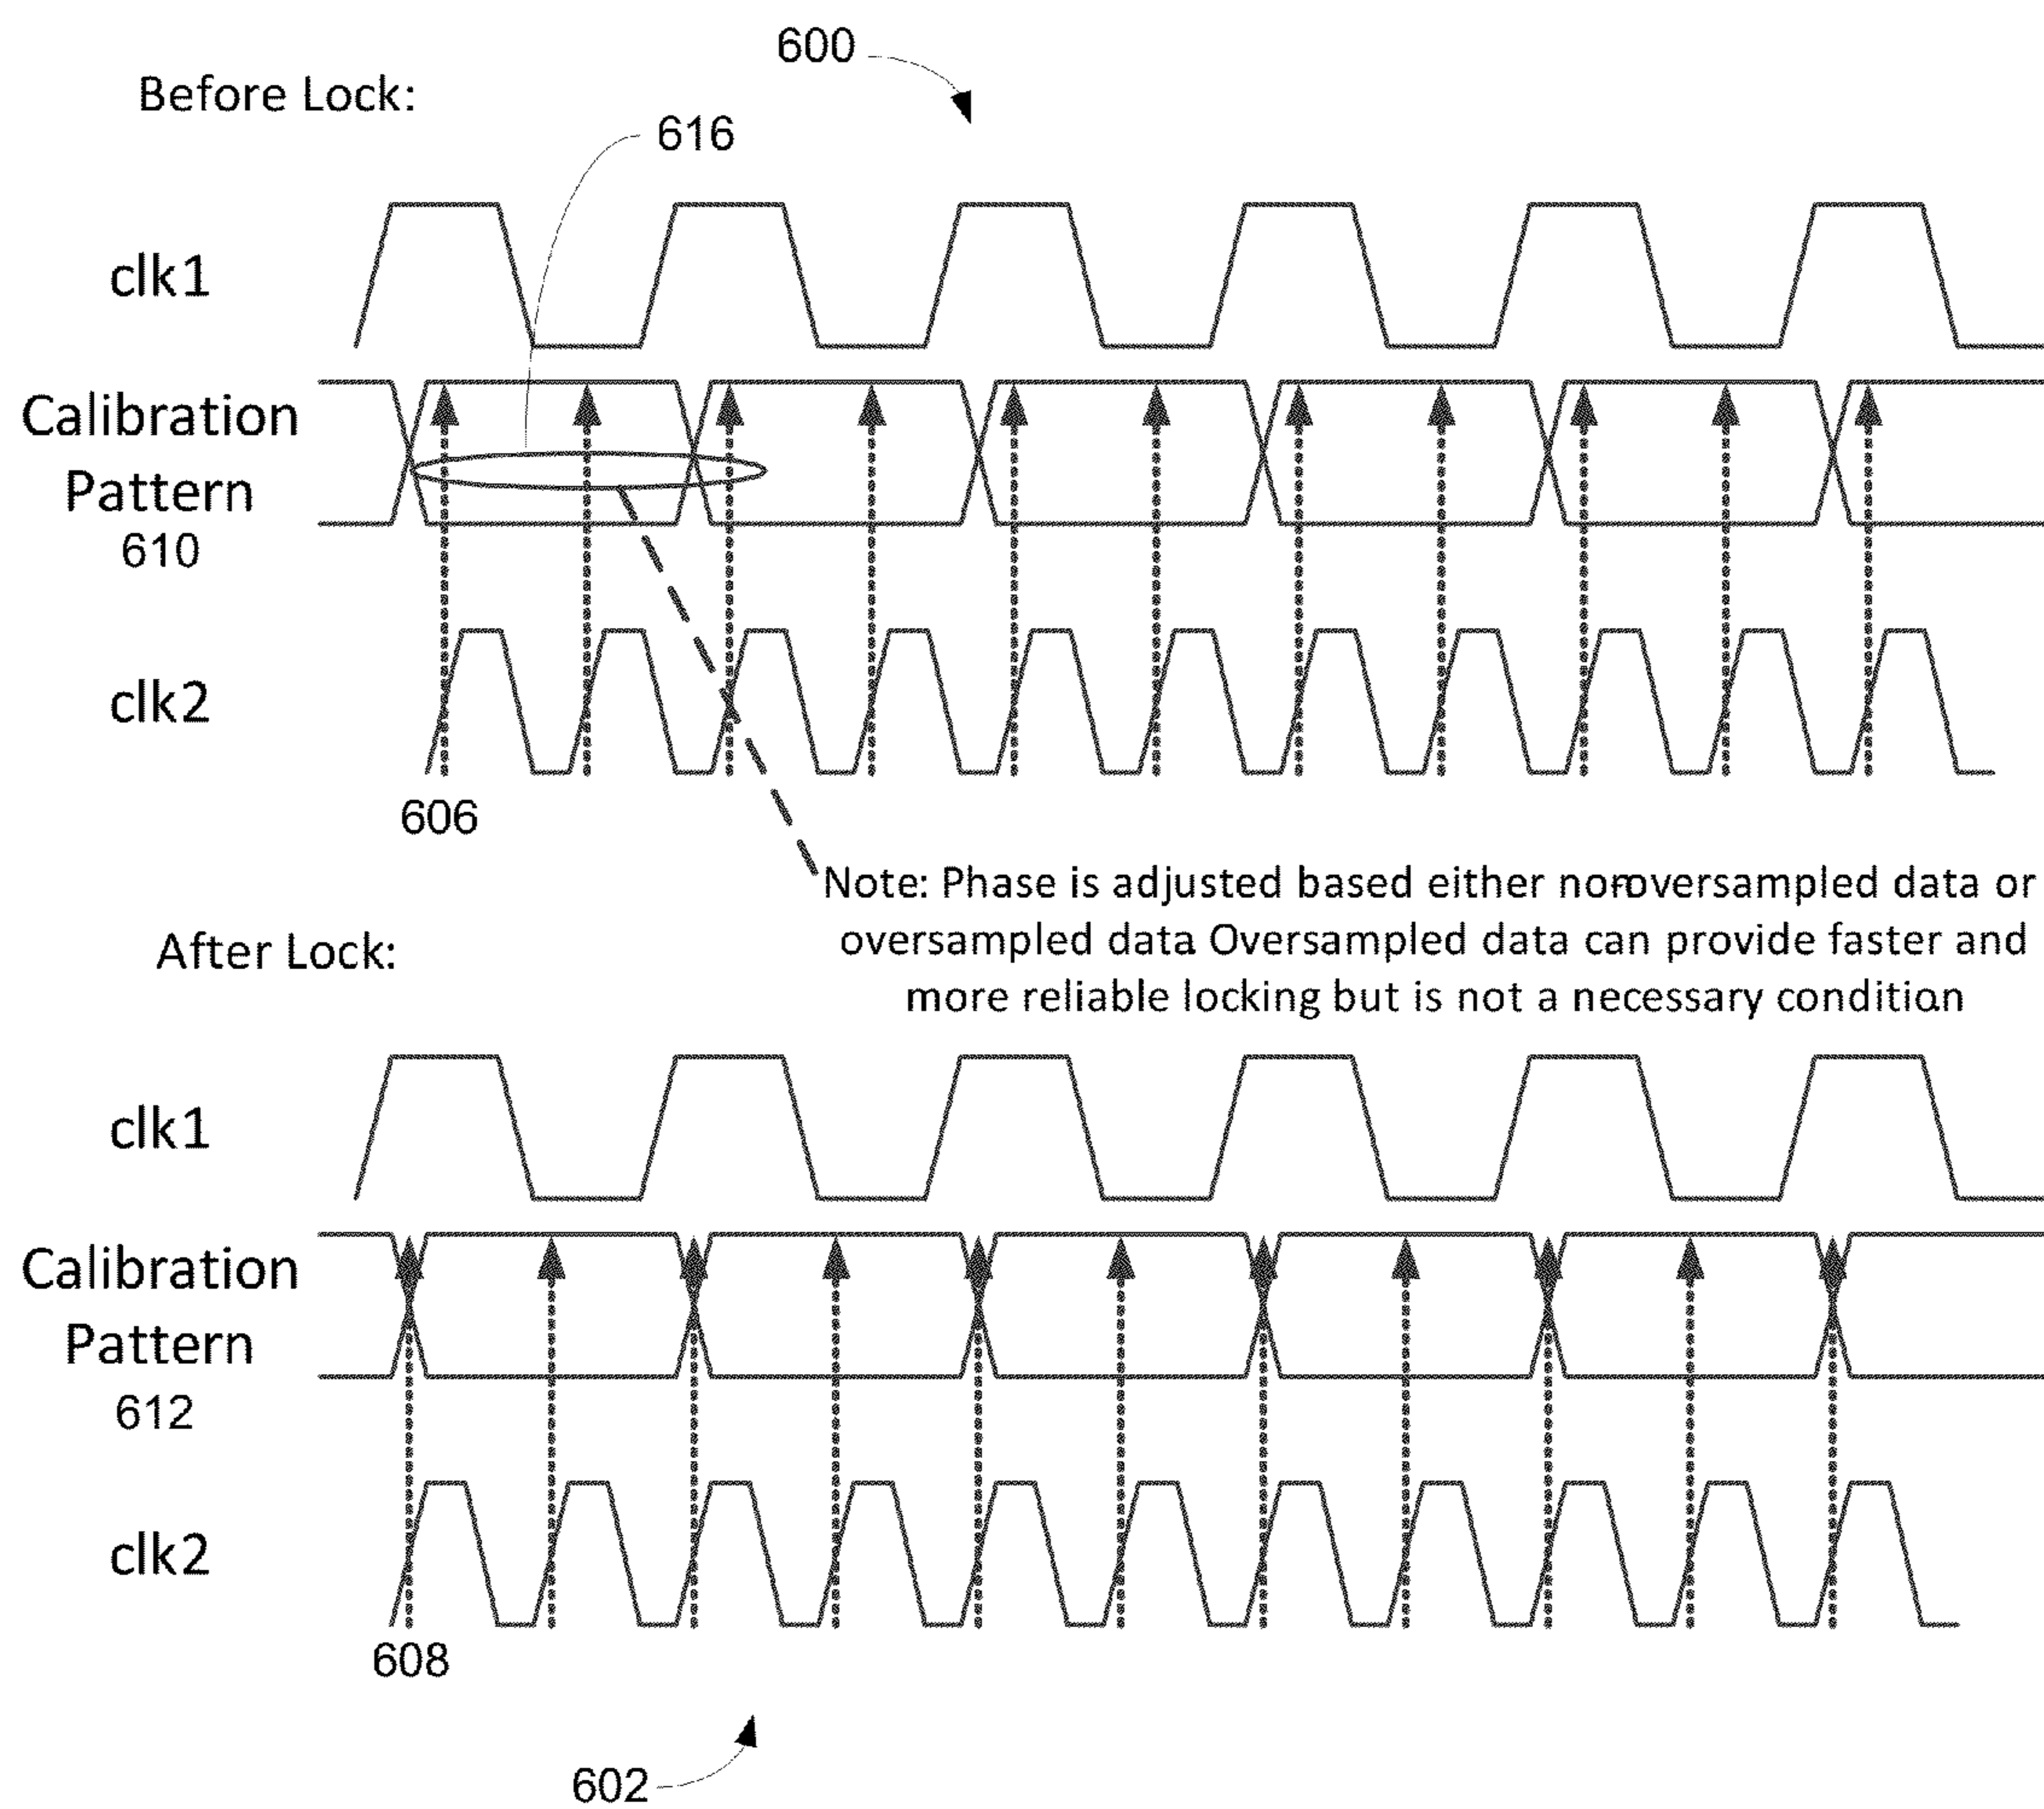 600
Before Lock:
616
clk1
Calibration
Pattern
610
clk2
606
Note: Phase is adjusted based either non-oversampled data or
oversampled data. Oversampled data can provide faster and
more reliable locking but is not a necessary condition
After Lock:
clk1
Calibration
Pattern
612
clk2
608
602